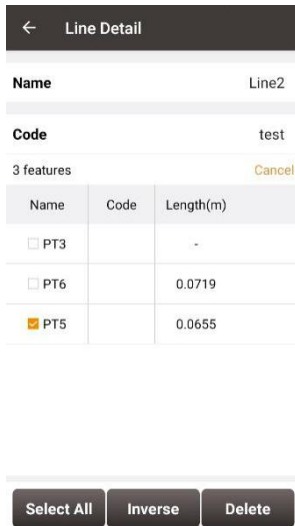 Line Detail
Name Line2
Code test
3 features Cancel
Name Code Length(m)
PT3 -
PT6 0.0719
PT5 0.0655
Select All Inverse Delete